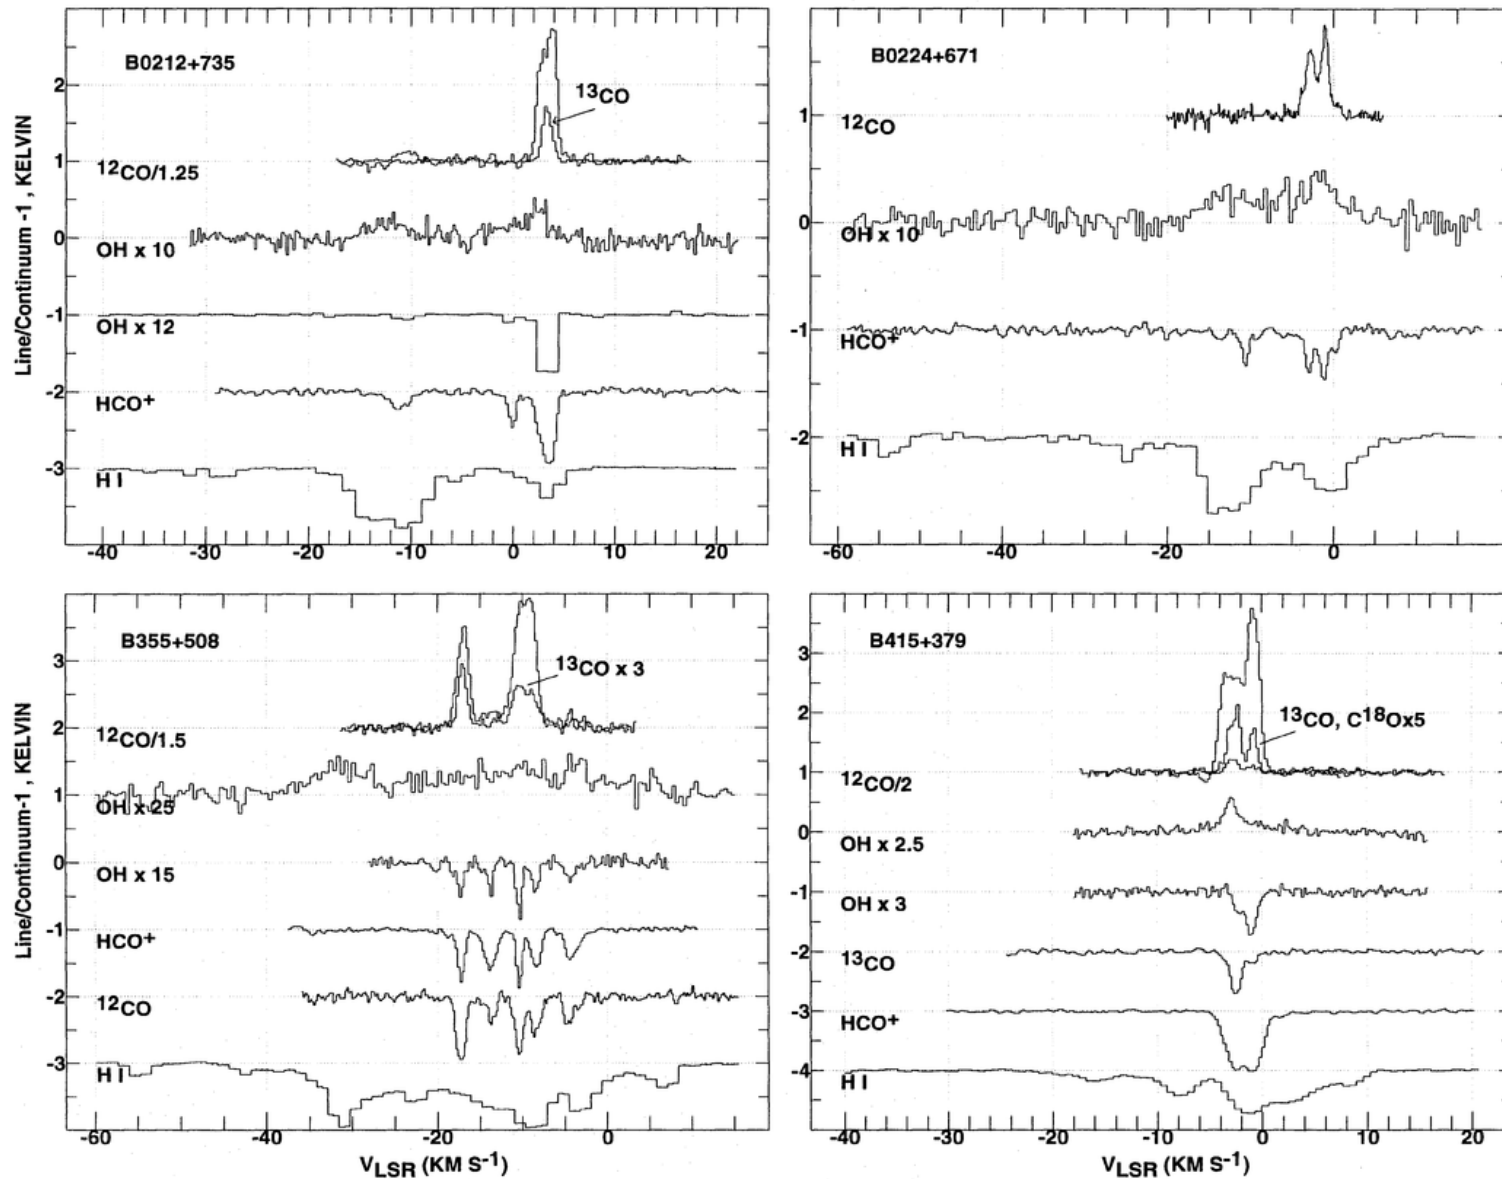 Line/Continuum -1 , KELVIN
B0212+735
13CO
12CO/1.25
OH x 10
OH x 12
HCO+
H I
2
1
0
-1
-2
-3
-40 -30 -20 -10 0 10 20
B0224+671
12CO
OH x 10
HCO+
H I
1
0
-1
-2
-60 -40 -20 0
Line/Continuum-1 , KELVIN
B355+508
13CO x 3
12CO/1.5
OH x 25
OH x 15
HCO+
12CO
H I
3
2
1
0
-1
-2
-3
-60 -40 -20 0
VLSR (KM S-1)
B415+379
13CO, C18Ox5
12CO/2
OH x 2.5
OH x 3
13CO
HCO+
H I
3
2
1
0
-1
-2
-3
-4
-40 -30 -20 -10 0 10 20
VLSR (KM S-1)